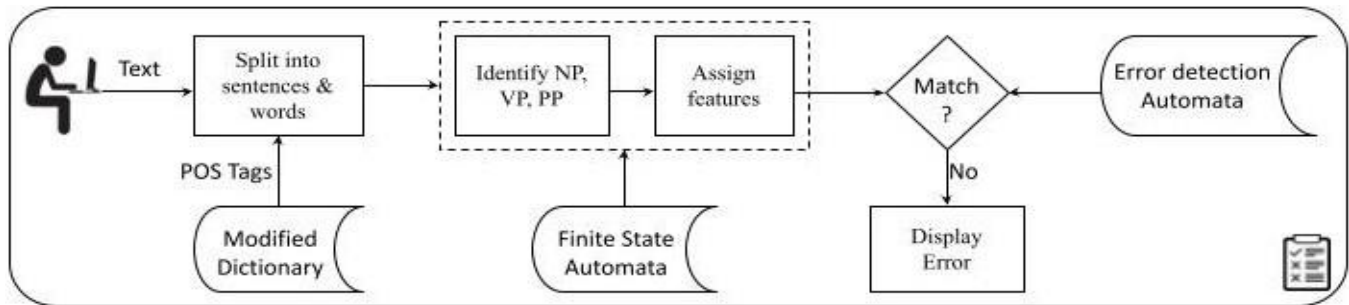 Text
Split into
sentences &
words
Identify NP,
VP, PP
Assign
features
Match
?
Error detection
Automata
POS Tags
No
Modified
Dictionary
Finite State
Automata
Display
Error